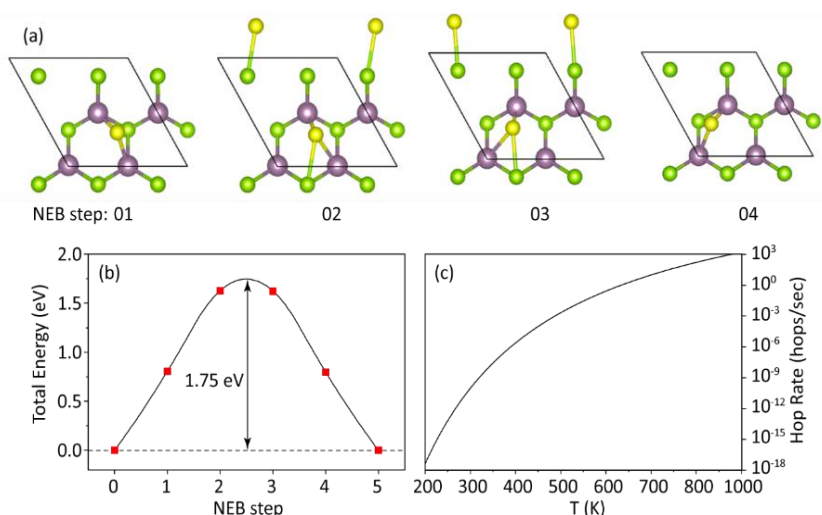 (a)
NEB step: 01 02 03 04
(b)
2.0
1.5
1.0
0.5
0.0
Total Energy (eV)
1.75 eV
0 1 2 3 4 5
NEB step
(c)
10^3
10^0
10^-3
10^-6
10^-9
10^-12
10^-15
10^-18
Hop Rate (hops/sec)
200 300 400 500 600 700 800 900 1000
T (K)